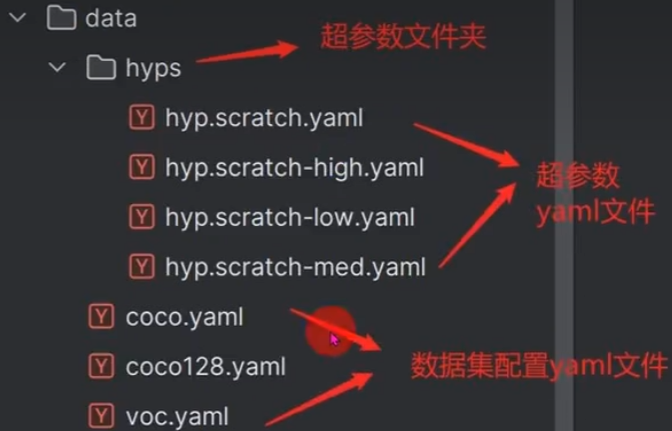 data
超参数文件夹
hyps
hyp.scratch.yaml
hyp.scratch-high.yaml
超参数
yaml文件
hyp.scratch-low.yaml
hyp.scratch-med.yaml
coco.yaml
coco128.yaml
数据集配置yaml文件
voc.yaml